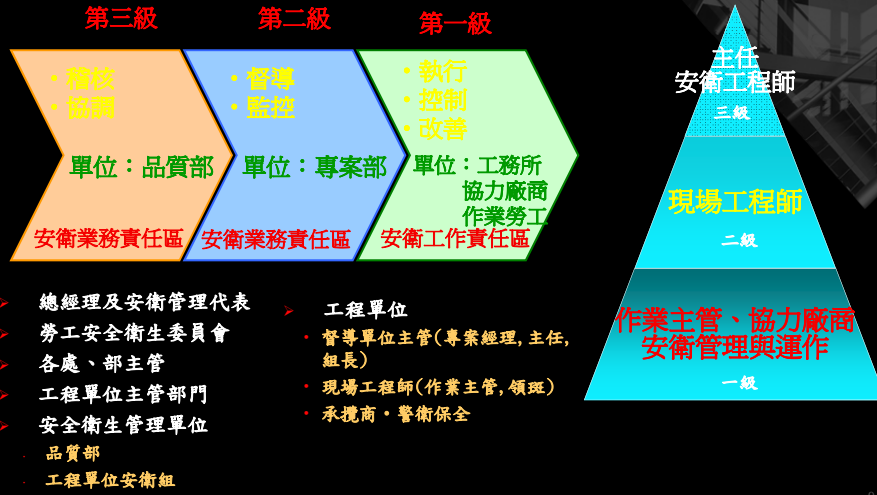 第三級
• 稽核
• 協調
單位：品質部
安衛業務責任區
第二級
• 督導
• 監控
單位：專案部
安衛業務責任區
第一級
• 執行
• 控制
• 改善
單位：工務所
協力廠商
作業勞工
安衛工作責任區
主任
安衛工程師
三級
現場工程師
二級
作業主管、協力廠商
安衛管理與運作
一級
總經理及安衛管理代表
勞工安全衛生委員會
各處、部主管
工程單位主管部門
安全衛生管理單位
品質部
工程單位安衛組
工程單位
• 督導單位主管(專案經理,主任,
組長)
• 現場工程師(作業主管,領班)
• 承攬商•警衛保全